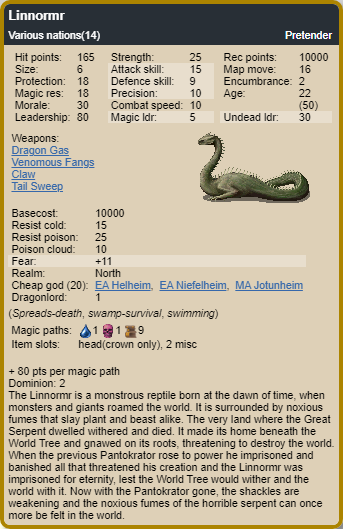 Linnormr
Various nations(14) Pretender
Hit points: 165 Strength: 25 Rec points: 10000
Size: 6 Attack skill: 15 Map move: 16
Protection: 18 Defence skill: 9 Encumbrance: 2
Magic res: 18 Precision: 10 Age: 22
Morale: 30 Combat speed: 10 (50)
Leadership: 80 Magic ldr: 5 Undead ldr: 30
Weapons:
Dragon Gas
Venomous Fangs
Claw
Tail Sweep
Basecost: 10000
Resist cold: 15
Resist poison: 25
Poison cloud: 10
Fear: +11
Realm: North
Cheap god (20): EA Helheim, EA Niefelheim, MA Jotunheim
Dragonlord: 1
(Spreads-death, swamp-survival, swimming)
Magic paths: 1 1 9
Item slots: head(crown only), 2 misc
+ 80 pts per magic path
Dominion: 2
The Linnormr is a monstrous reptile born at the dawn of time, when
monsters and giants roamed the world. It is surrounded by noxious
fumes that slay plant and beast alike. The very land where the Great
Serpent dwelled withered and died. It made its home beneath the
World Tree and gnawed on its roots, threatening to destroy the world.
When the previous Pantokrator rose to power he imprisoned and
banished all that threatened his creation and the Linnormr was
imprisoned for eternity, lest the World Tree would wither and the
world with it. Now with the Pantokrator gone, the shackles are
weakening and the noxious fumes of the horrible serpent can once
more be felt in the world.